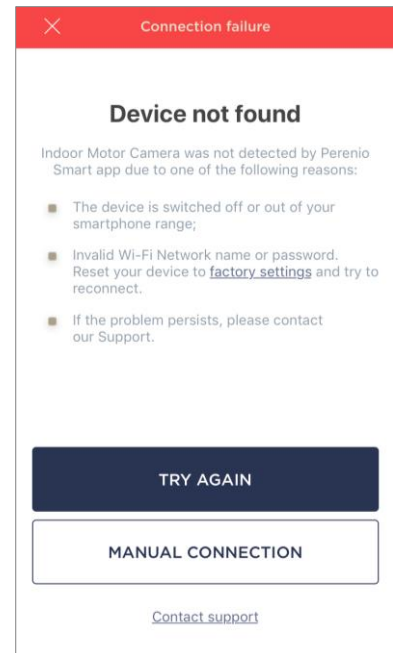 Connection failure
Device not found
Indoor Motor Camera was not detected by Perenio
Smart app due to one of the following reasons:
The device is switched off or out of your
smartphone range;
Invalid Wi-Fi Network name or password.
Reset your device to factory settings and try to
reconnect.
If the problem persists, please contact
our Support.
TRY AGAIN
MANUAL CONNECTION
Contact support